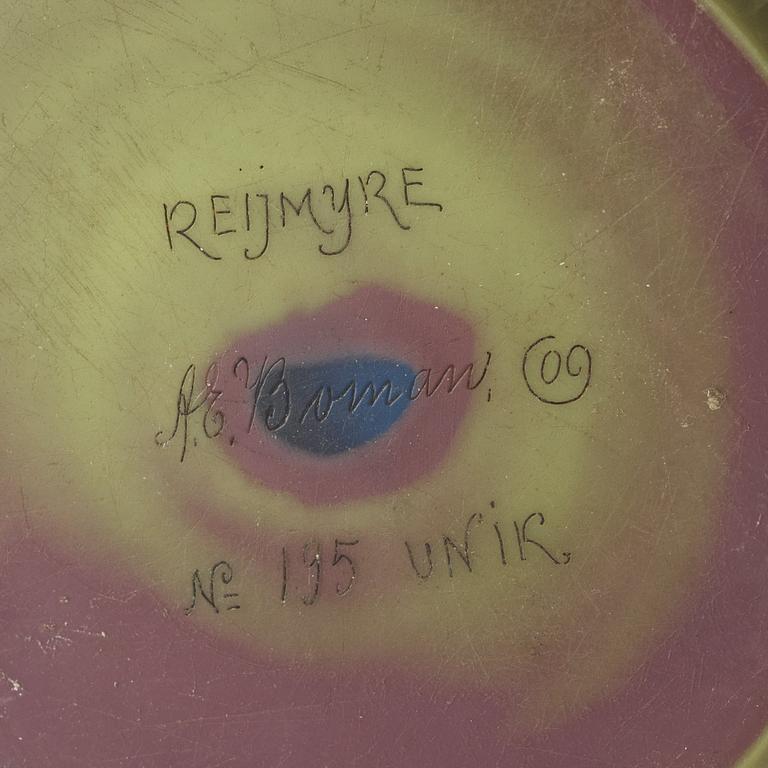 REIJMYRE
A.E. Boman. 09
No 195 UNIK.